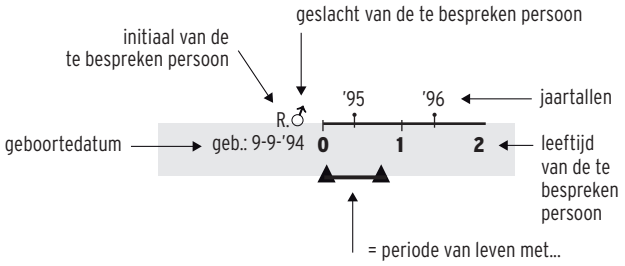 geslacht van de te bespreken persoon
initiaal van de
te bespreken persoon
'95 '96 jaartallen
R.♂
geboortedatum geb.: 9-9-'94 0 1 2 leeftijd
van de te
bespreken
persoon
= periode van leven met...